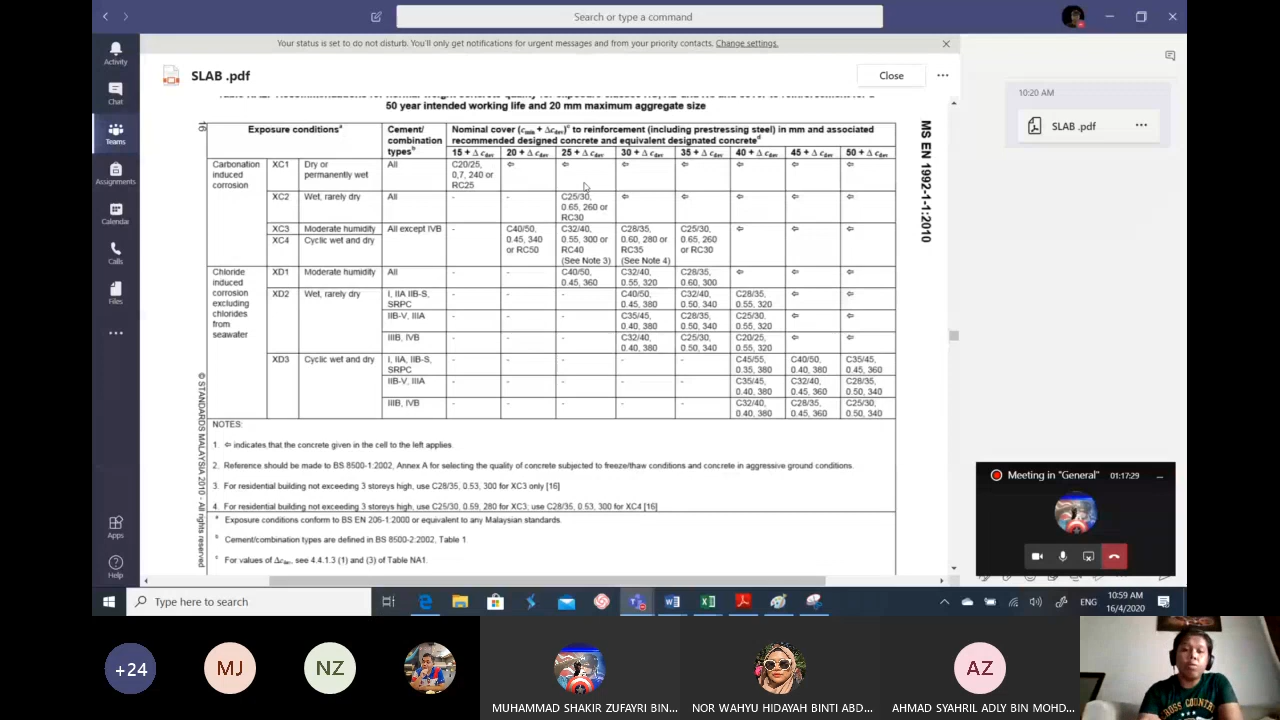 Search or type a command
Your status is set to do not disturb. You'll only get notifications for urgent messages and from your priority contacts. Change settings.
Activity
Chat
Teams
Assignments
Calendar
Calls
Files
Apps
Help
SLAB .pdf
Close
50 year intended working life and 20 mm maximum aggregate size
16
MS EN 1992-1-1:2010
© STANDARDS MALAYSIA 2010 - All rights reserved
Exposure conditionsᵃ
Cement/ combination typesᵇ
Nominal cover (cmin + Δcdev)ᶜ to reinforcement (including prestressing steel) in mm and associated
recommended designed concrete and equivalent designated concreteᵈ
15 + Δ cdev 20 + Δ cdev 25 + Δ cdev 30 + Δ cdev 35 + Δ cdev 40 + Δ cdev 45 + Δ cdev 50 + Δ cdev
Carbonation induced corrosion
XC1 Dry or permanently wet All C20/25, 0,7, 240 or RC25 ⇦ ⇦ ⇦ ⇦ ⇦ ⇦ ⇦
XC2 Wet, rarely dry All - - C25/30, 0.65, 260 or RC30 ⇦ ⇦ ⇦ ⇦ ⇦
XC3 Moderate humidity All except IVB - C40/50, 0.45, 340 or RC50 C32/40, 0.55, 300 or RC40 (See Note 3) C28/35, 0.60, 280 or RC35 (See Note 4) C25/30, 0.65, 260 or RC30 ⇦ ⇦ ⇦
XC4 Cyclic wet and dry
Chloride induced corrosion excluding chlorides from seawater
XD1 Moderate humidity All - - C40/50, 0.45, 360 C32/40, 0.55, 320 C28/35, 0.60, 300 ⇦ ⇦ ⇦
XD2 Wet, rarely dry I, IIA IIB-S, SRPC - - - C40/50, 0.45, 380 C32/40, 0.50, 340 C28/35, 0.55, 320 ⇦ ⇦
IIB-V, IIIA - - - C35/45, 0.40, 380 C28/35, 0.50, 340 C25/30, 0.55, 320 ⇦ ⇦
IIIB, IVB - - - C32/40, 0.40, 380 C25/30, 0.50, 340 C20/25, 0.55, 320 ⇦ ⇦
XD3 Cyclic wet and dry I, IIA, IIB-S, SRPC - - - - - C45/55, 0.35, 380 C40/50, 0.40, 380 C35/45, 0.45, 360
IIB-V, IIIA - - - - - C35/45, 0.40, 380 C32/40, 0.45, 360 C28/35, 0.50, 340
IIIB, IVB - - - - - C32/40, 0.40, 380 C28/35, 0.45, 360 C25/30, 0.50, 340
NOTES:
1. ⇦ indicates that the concrete given in the cell to the left applies.
2. Reference should be made to BS 8500-1:2002, Annex A for selecting the quality of concrete subjected to freeze/thaw conditions and concrete in aggressive ground conditions.
3. For residential building not exceeding 3 storeys high, use C28/35, 0.53, 300 for XC3 only [16]
4. For residential building not exceeding 3 storeys high, use C25/30, 0.59, 280 for XC3; use C28/35, 0.53, 300 for XC4 [16]
ᵃ Exposure conditions conform to BS EN 206-1:2000 or equivalent to any Malaysian standards.
ᵇ Cement/combination types are defined in BS 8500-2:2002, Table 1
ᶜ For values of Δcdev, see 4.4.1.3 (1) and (3) of Table NA1.
10:20 AM
SLAB .pdf
Meeting in "General" 01:17:29
Type here to search
ENG
10:59 AM
16/4/2020
+24
MJ
NZ
AZ
MUHAMMAD SHAKIR ZUFAYRI BIN...
NOR WAHYU HIDAYAH BINTI ABD...
AHMAD SYAHRIL ADLY BIN MOHD...